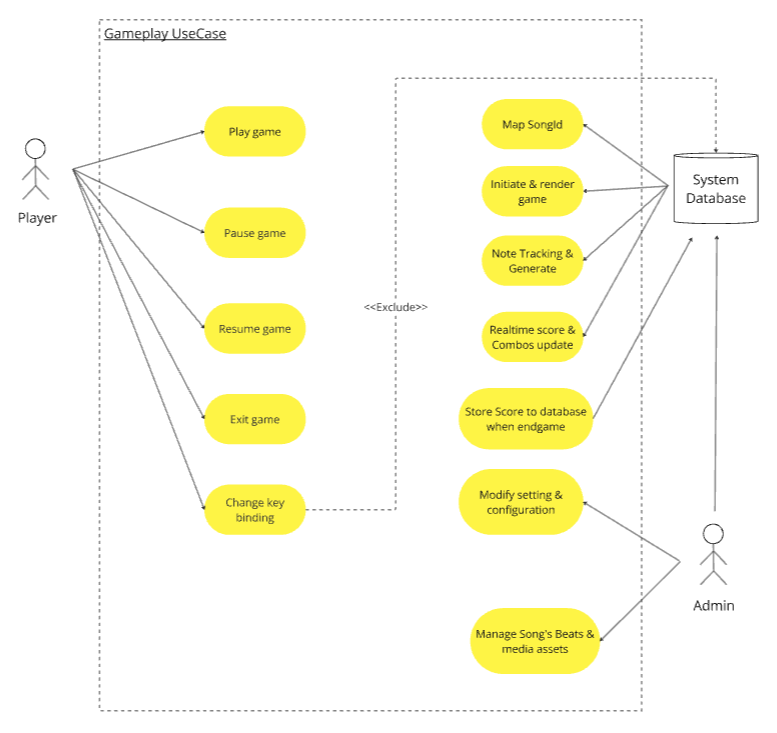 Gameplay UseCase
Play game
Map SongId
Player
System
Database
Initiate & render
game
Pause game
Note Tracking &
Generate
<<Exclude>>
Resume game
Realtime score &
Combos update
Exit game
Store Score to database
when endgame
Change key
binding
Modify setting &
configuration
Admin
Manage Song's Beats &
media assets